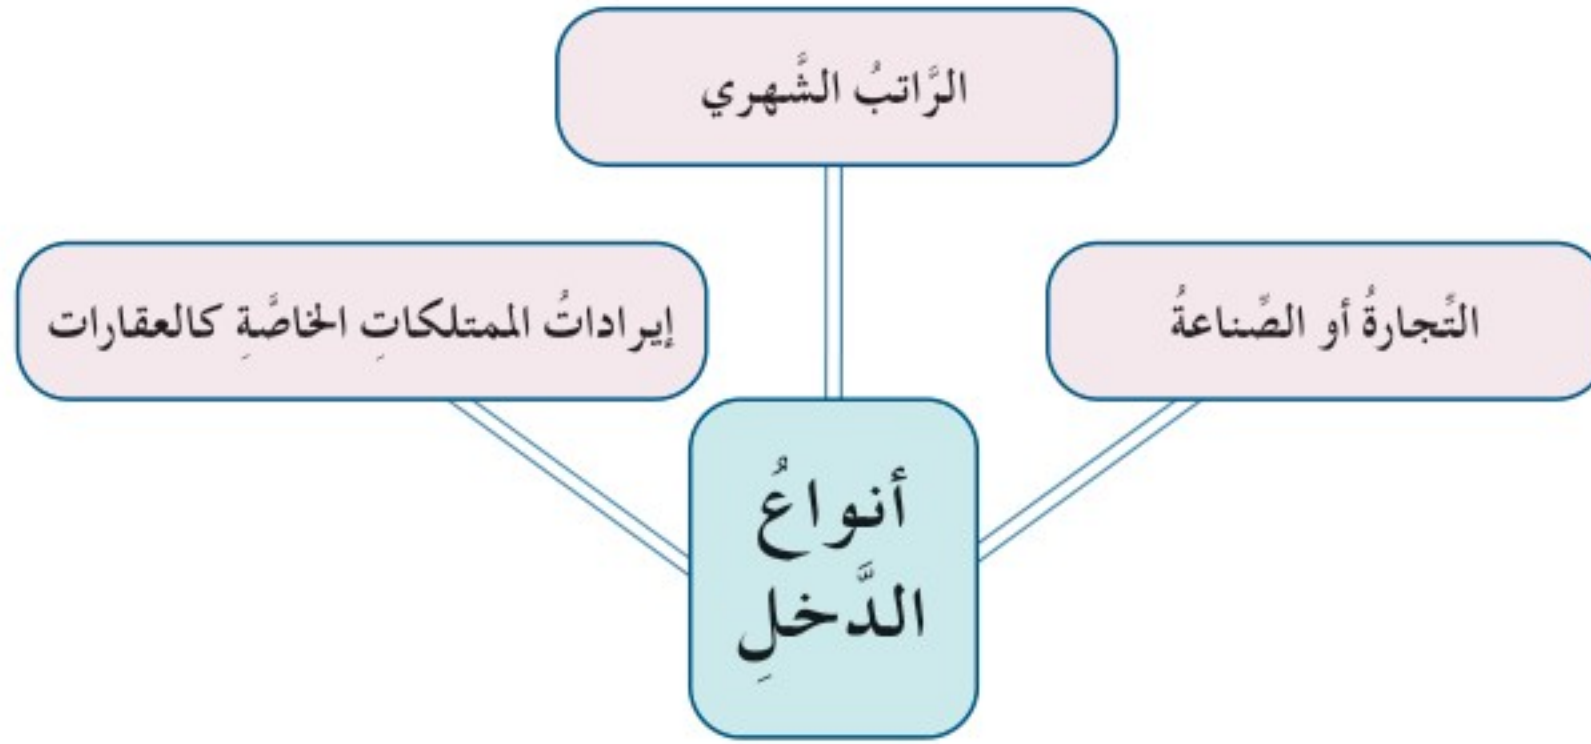 الرَّاتبُ الشَّهري
التِّجارةُ أو الصِّناعةُ
إيراداتُ الممتلكاتِ الخاصَّةِ كالعقارات
أنواعُ
الدَّخلِ